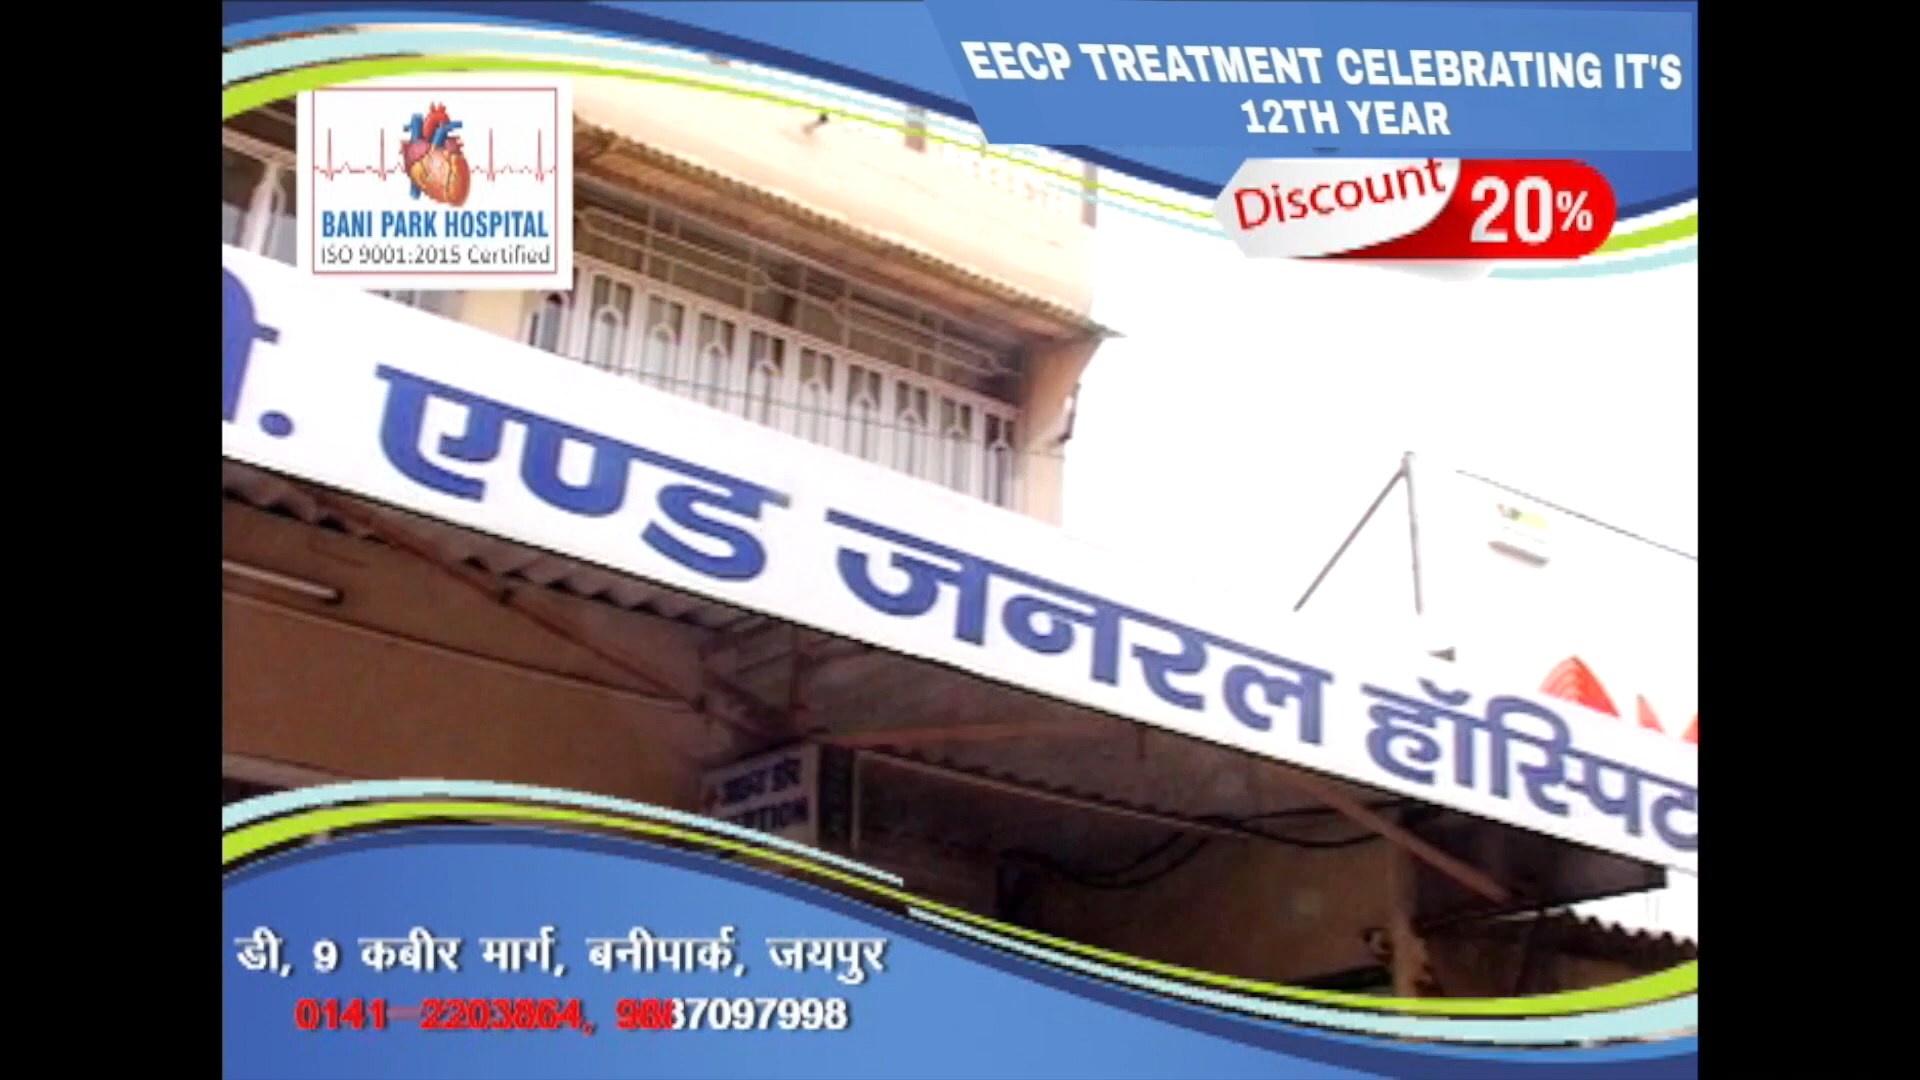 EECP TREATMENT CELEBRATING IT'S
12TH YEAR
Discount 20%
BANI PARK HOSPITAL
ISO 9001:2015 Certified
एण्ड जनरल हॉस्पिट
डी, 9 कबीर मार्ग, बनीपार्क, जयपुर
0141-2203864, 9887097998